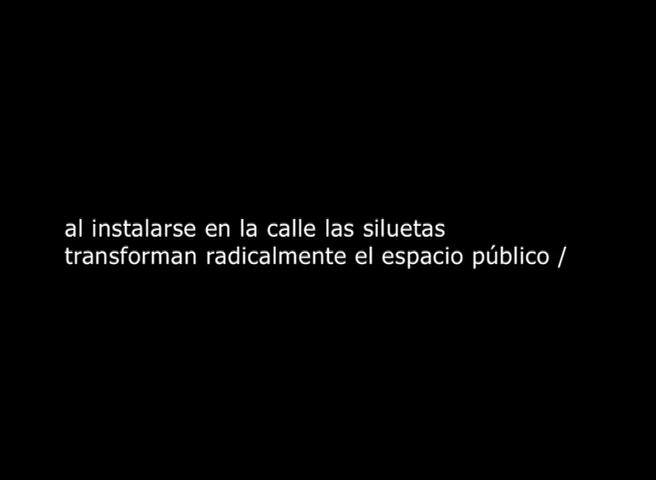 al instalarse en la calle las siluetas
transforman radicalmente el espacio público /